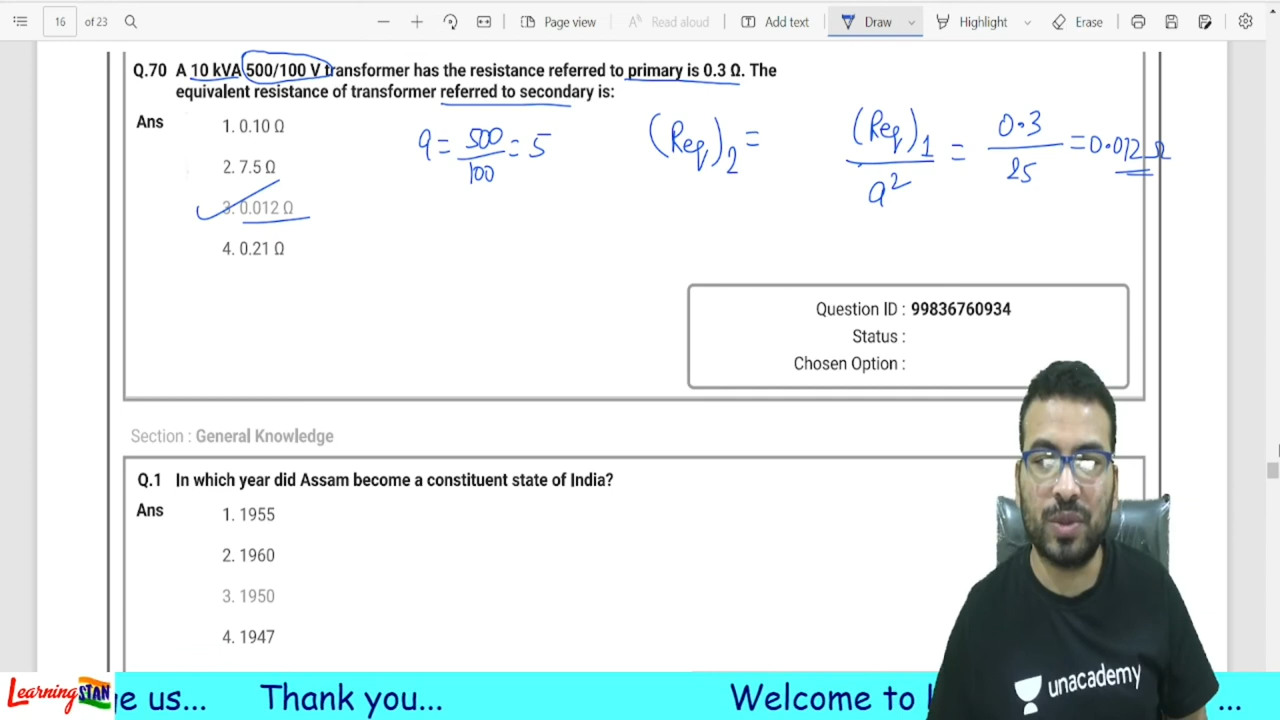 16 of 23
Page view
Read aloud
Add text
Draw
Highlight
Erase
Q.70 A 10 kVA 500/100 V transformer has the resistance referred to primary is 0.3 Ω. The
equivalent resistance of transformer referred to secondary is:
Ans
1. 0.10 Ω
2. 7.5 Ω
3. 0.012 Ω
4. 0.21 Ω
a = 500/100 = 5
(Req)2 = (Req)1/a² = 0.3/25 = 0.012 Ω
Question ID : 99836760934
Status :
Chosen Option :
Section : General Knowledge
Q.1 In which year did Assam become a constituent state of India?
Ans
1. 1955
2. 1960
3. 1950
4. 1947
unacademy
Learning STAN
e us... Thank you... Welcome to ...